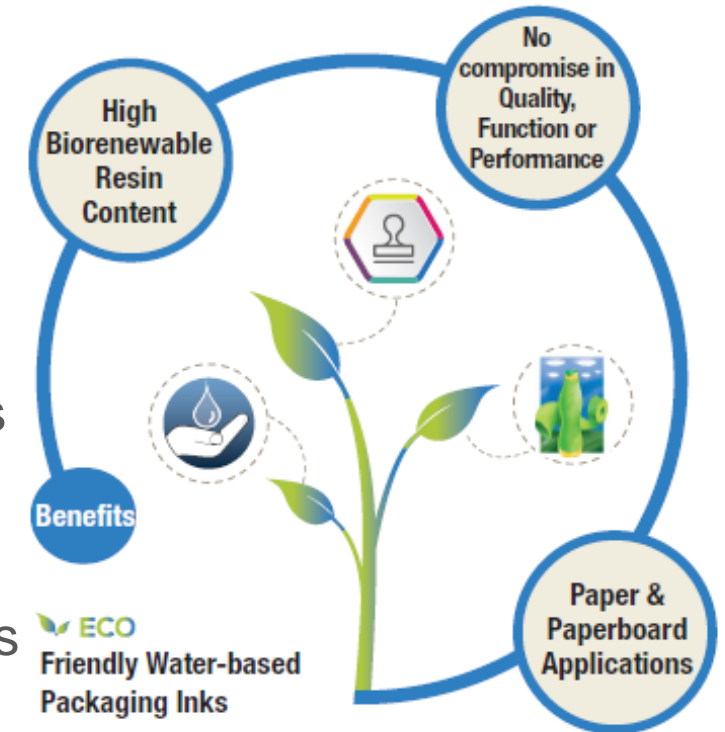 No
compromise in
Quality,
Function or
Performance
High
Biorenewable
Resin
Content
s
Benefits
s
ECO
Friendly Water-based
Packaging Inks
Paper &
Paperboard
Applications